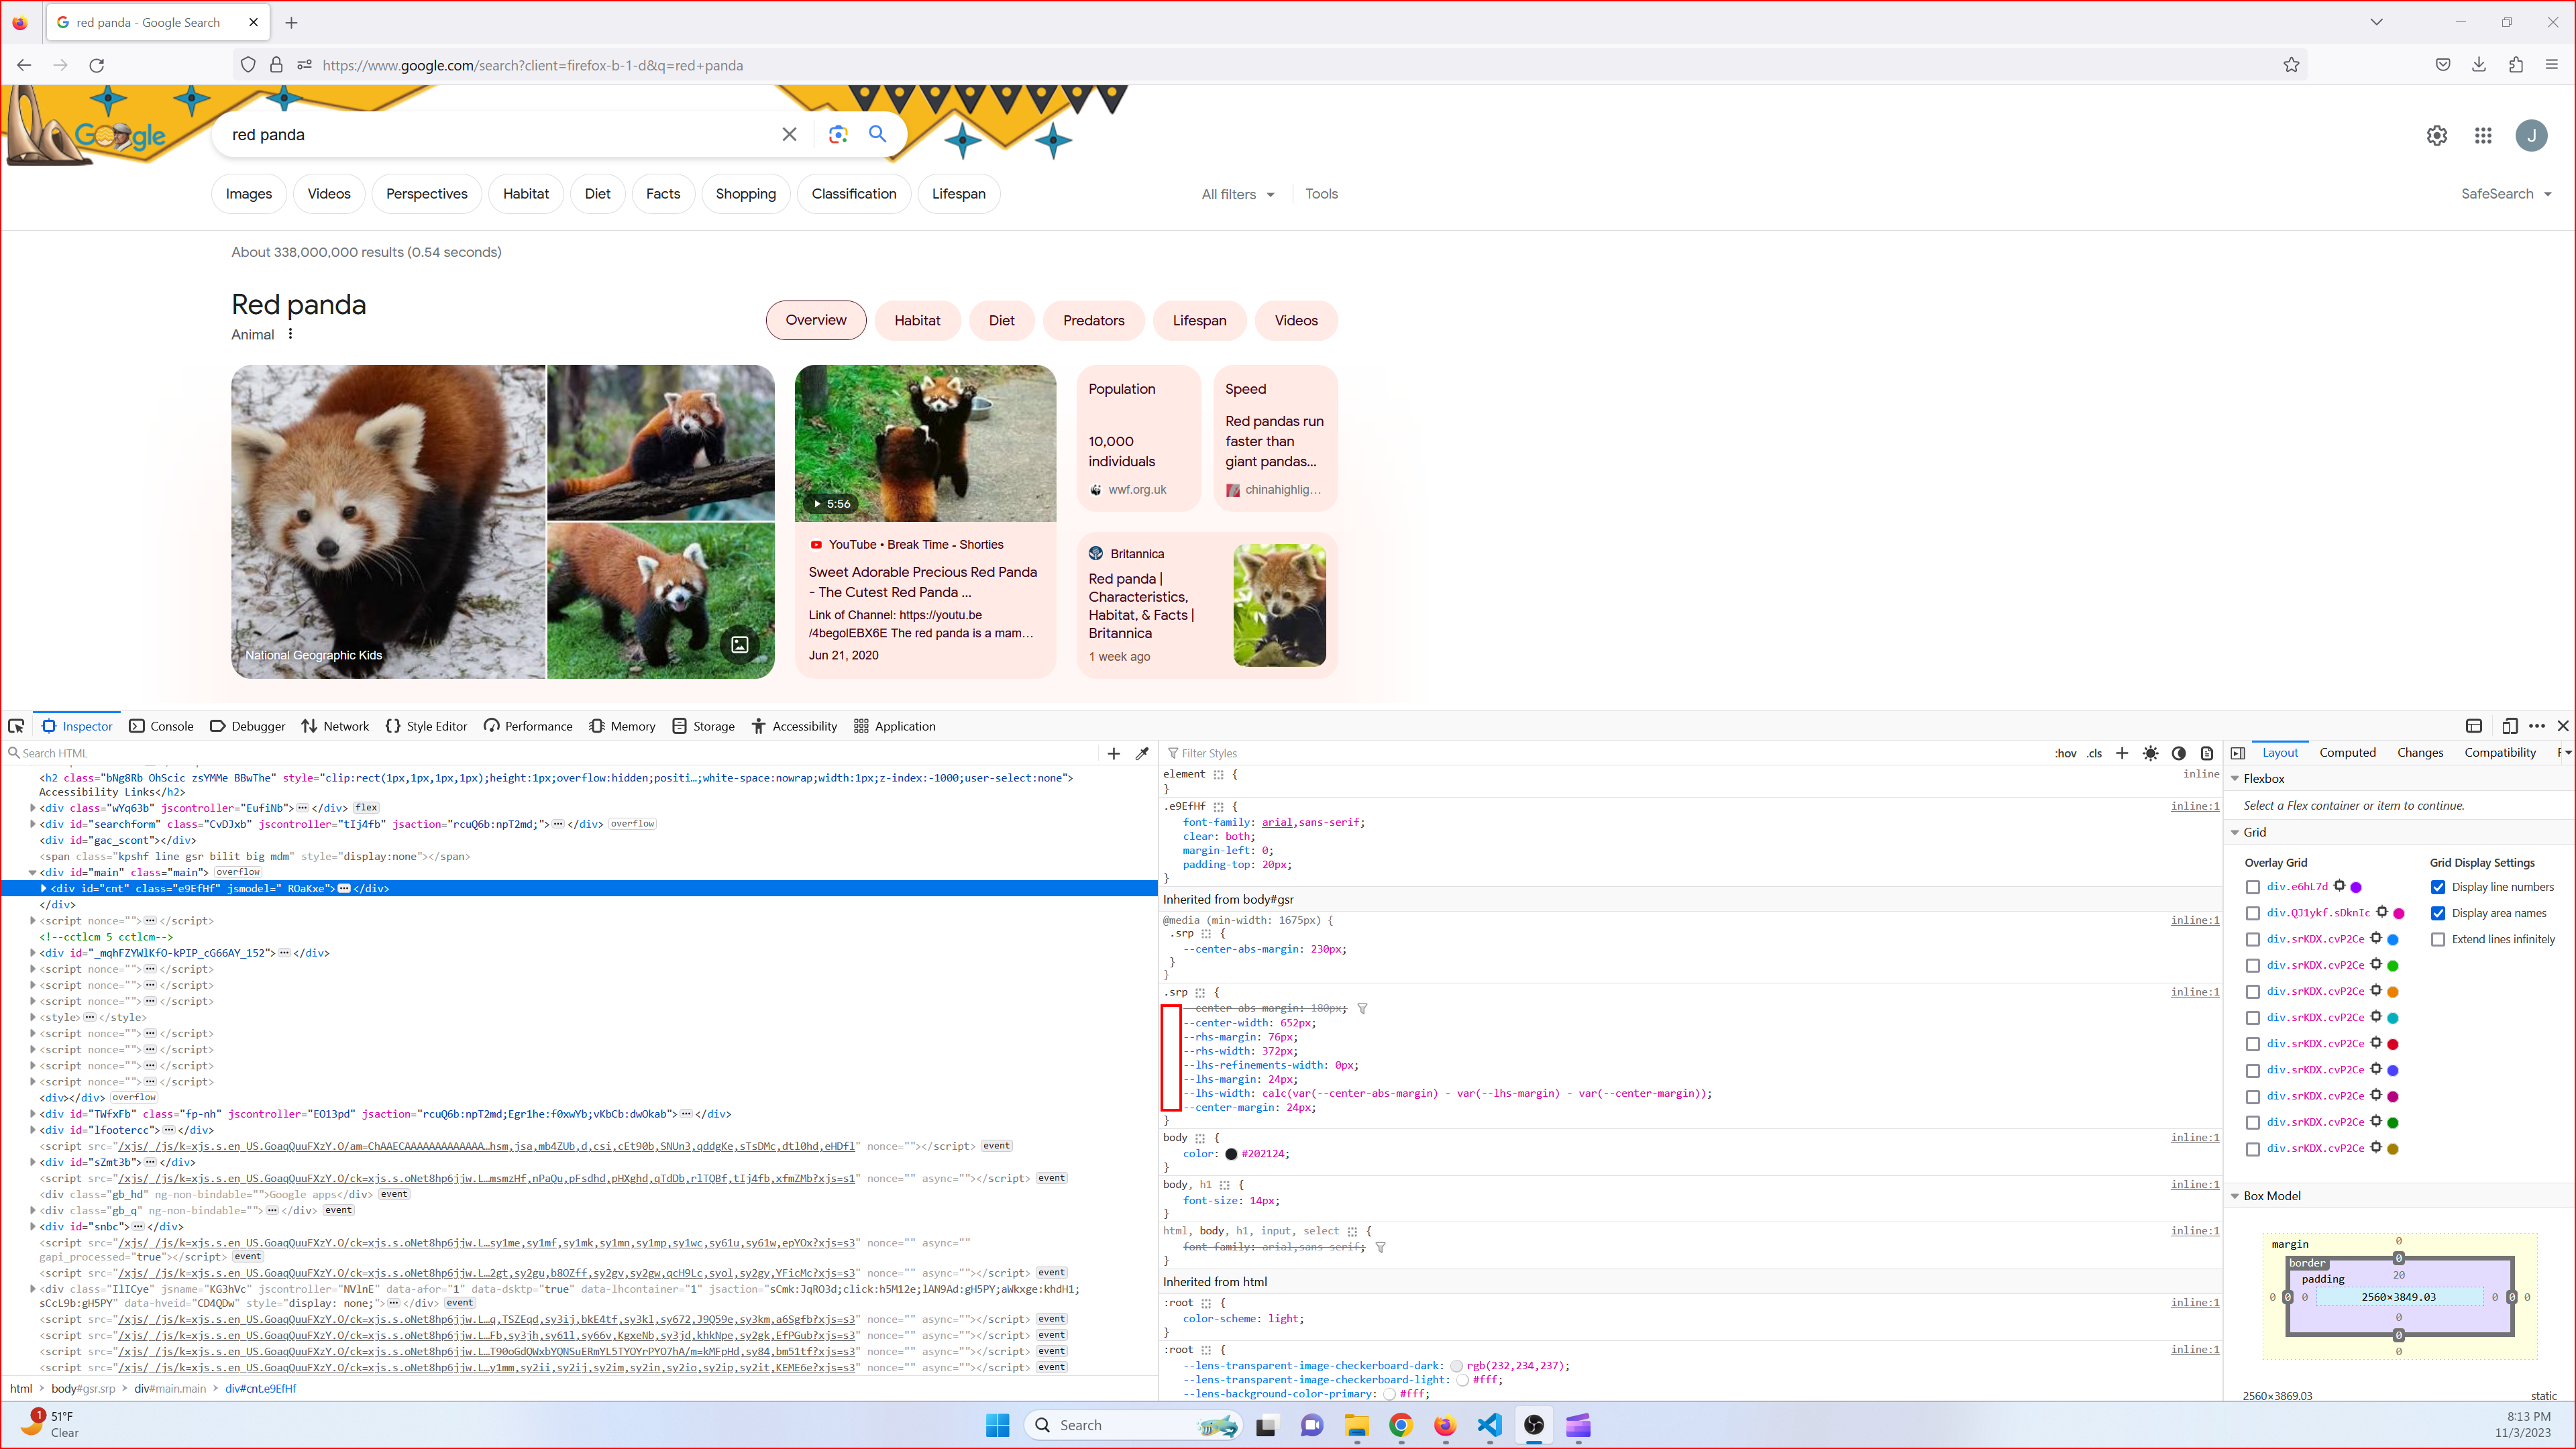 red panda - Google Search
https://www.google.com/search?client=firefox-b-1-d&q=red+panda
Google
red panda
J
Images Videos Perspectives Habitat Diet Facts Shopping Classification Lifespan All filters Tools SafeSearch
About 338,000,000 results (0.54 seconds)
Red panda
Animal
Overview Habitat Diet Predators Lifespan Videos
National Geographic Kids
5:56
YouTube • Break Time - Shorties
Sweet Adorable Precious Red Panda
- The Cutest Red Panda ...
Link of Channel: https://youtu.be
/4begolEBX6E The red panda is a mam…
Jun 21, 2020
Population
10,000
individuals
wwf.org.uk
Speed
Red pandas run
faster than
giant pandas...
chinahighlig…
Britannica
Red panda |
Characteristics,
Habitat, & Facts |
Britannica
1 week ago
Inspector Console Debugger Network Style Editor Performance Memory Storage Accessibility Application
Search HTML
<h2 class="bNg8Rb OhScic zsYMMe BBwThe" style="clip:rect(1px,1px,1px,1px);height:1px;overflow:hidden;positi…;white-space:nowrap;width:1px;z-index:-1000;user-select:none">
Accessibility Links</h2>
<div class="wYq63b" jscontroller="EufiNb"> </div> flex
<div id="searchform" class="CvDJxb" jscontroller="tIj4fb" jsaction="rcuQ6b:npT2md;"> </div> overflow
<div id="gac_scont"></div>
<span class="kpshf line gsr bilit big mdm" style="display:none"></span>
<div id="main" class="main"> overflow
<div id="cnt" class="e9EfHf" jsmodel=" ROaKxe"> </div>
</div>
<script nonce=""> </script>
<!--cctlcm 5 cctlcm-->
<div id="_mqhFZYWlKfO-kPIP_cG66AY_152"> </div>
<script nonce=""> </script>
<script nonce=""> </script>
<script nonce=""> </script>
<style> </style>
<script nonce=""> </script>
<script nonce=""> </script>
<script nonce=""> </script>
<script nonce=""> </script>
<div></div> overflow
<div id="TWfxFb" class="fp-nh" jscontroller="EO13pd" jsaction="rcuQ6b:npT2md;Egr1he:f0xwYb;vKbCb:dwOkab"> </div>
<div id="lfootercc"> </div>
<script src="/xjs/_/js/k=xjs.s.en_US.GoaqQuuFXzY.O/am=ChAAECAAAAAAAAAAAAA…hsm,jsa,mb4ZUb,d,csi,cEt90b,SNUn3,qddgKe,sTsDMc,dtl0hd,eHDfl" nonce=""></script> event
<div id="sZmt3b"> </div>
<script src="/xjs/_/js/k=xjs.s.en_US.GoaqQuuFXzY.O/ck=xjs.s.oNet8hp6jjw.L…msmzHf,nPaQu,pFsdhd,pHXghd,qTdDb,rlTQBf,tIj4fb,xfmZMb?xjs=s1" nonce="" async=""></script> event
<div class="gb_hd" ng-non-bindable="">Google apps</div> event
<div class="gb_q" ng-non-bindable=""> </div> event
<div id="snbc"> </div>
<script src="/xjs/_/js/k=xjs.s.en_US.GoaqQuuFXzY.O/ck=xjs.s.oNet8hp6jjw.L…sy1me,sy1mf,sy1mk,sy1mn,sy1mp,sy1wc,sy61u,sy61w,epYOx?xjs=s3" nonce="" async=""
gapi_processed="true"></script> event
<script src="/xjs/_/js/k=xjs.s.en_US.GoaqQuuFXzY.O/ck=xjs.s.oNet8hp6jjw.L…2gt,sy2gu,b8OZff,sy2gv,sy2gw,qcH9Lc,syol,sy2gy,YFicMc?xjs=s3" nonce="" async=""></script> event
<div class="IlICye" jsname="KG3hVc" jscontroller="NVlnE" data-afor="1" data-dsktp="true" data-lhcontainer="1" jsaction="sCmk:JqRO3d;click:h5M12e;lAN9Ad:gH5PY;aWkxge:khdH1;
sCcL9b:gH5PY" data-hveid="CD4QDw" style="display: none;"> </div> event
<script src="/xjs/_/js/k=xjs.s.en_US.GoaqQuuFXzY.O/ck=xjs.s.oNet8hp6jjw.L…q,TSZEqd,sy3ij,bkE4tf,sy3kl,sy672,J9Q59e,sy3km,a6Sgfb?xjs=s3" nonce="" async=""></script> event
<script src="/xjs/_/js/k=xjs.s.en_US.GoaqQuuFXzY.O/ck=xjs.s.oNet8hp6jjw.L…Fb,sy3jh,sy61l,sy66v,KgxeNb,sy3jd,khkNpe,sy2gk,EfPGub?xjs=s3" nonce="" async=""></script> event
<script src="/xjs/_/js/k=xjs.s.en_US.GoaqQuuFXzY.O/ck=xjs.s.oNet8hp6jjw.L…T90oGdQWxbYQNSuERmYL5TYOYrPYO7hA/m=kMFpHd,sy84,bm51tf?xjs=s3" nonce="" async=""></script> event
<script src="/xjs/_/js/k=xjs.s.en_US.GoaqQuuFXzY.O/ck=xjs.s.oNet8hp6jjw.L…y1mm,sy2ii,sy2ij,sy2im,sy2in,sy2io,sy2ip,sy2it,KEME6e?xjs=s3" nonce="" async=""></script> event
html > body#gsr.srp > div#main.main > div#cnt.e9EfHf
Filter Styles :hov .cls
element { inline
}
.e9EfHf { inline:1
font-family: arial,sans-serif;
clear: both;
margin-left: 0;
padding-top: 20px;
}
Inherited from body#gsr
@media (min-width: 1675px) { inline:1
.srp {
--center-abs-margin: 230px;
}
}
.srp { inline:1
--center-abs-margin: 180px;
--center-width: 652px;
--rhs-margin: 76px;
--rhs-width: 372px;
--lhs-refinements-width: 0px;
--lhs-margin: 24px;
--lhs-width: calc(var(--center-abs-margin) - var(--lhs-margin) - var(--center-margin));
--center-margin: 24px;
}
body { inline:1
color: #202124;
}
body, h1 { inline:1
font-size: 14px;
}
html, body, h1, input, select { inline:1
font-family: arial,sans-serif;
}
Inherited from html
:root { inline:1
color-scheme: light;
}
:root { inline:1
--lens-transparent-image-checkerboard-dark: rgb(232,234,237);
--lens-transparent-image-checkerboard-light: #fff;
--lens-background-color-primary: #fff;
Layout Computed Changes Compatibility F
Flexbox
Select a Flex container or item to continue.
Grid
Overlay Grid Grid Display Settings
div.e6hL7d Display line numbers
div.QJ1ykf.sDknIc Display area names
div.srKDX.cvP2Ce Extend lines infinitely
div.srKDX.cvP2Ce
div.srKDX.cvP2Ce
div.srKDX.cvP2Ce
div.srKDX.cvP2Ce
div.srKDX.cvP2Ce
div.srKDX.cvP2Ce
div.srKDX.cvP2Ce
div.srKDX.cvP2Ce
Box Model
margin 0
border 0
padding 20
0 0 0 2560×3849.03 0 0 0
0
0
0
2560×3869.03 static
1
51°F
Clear
Search
8:13 PM
11/3/2023